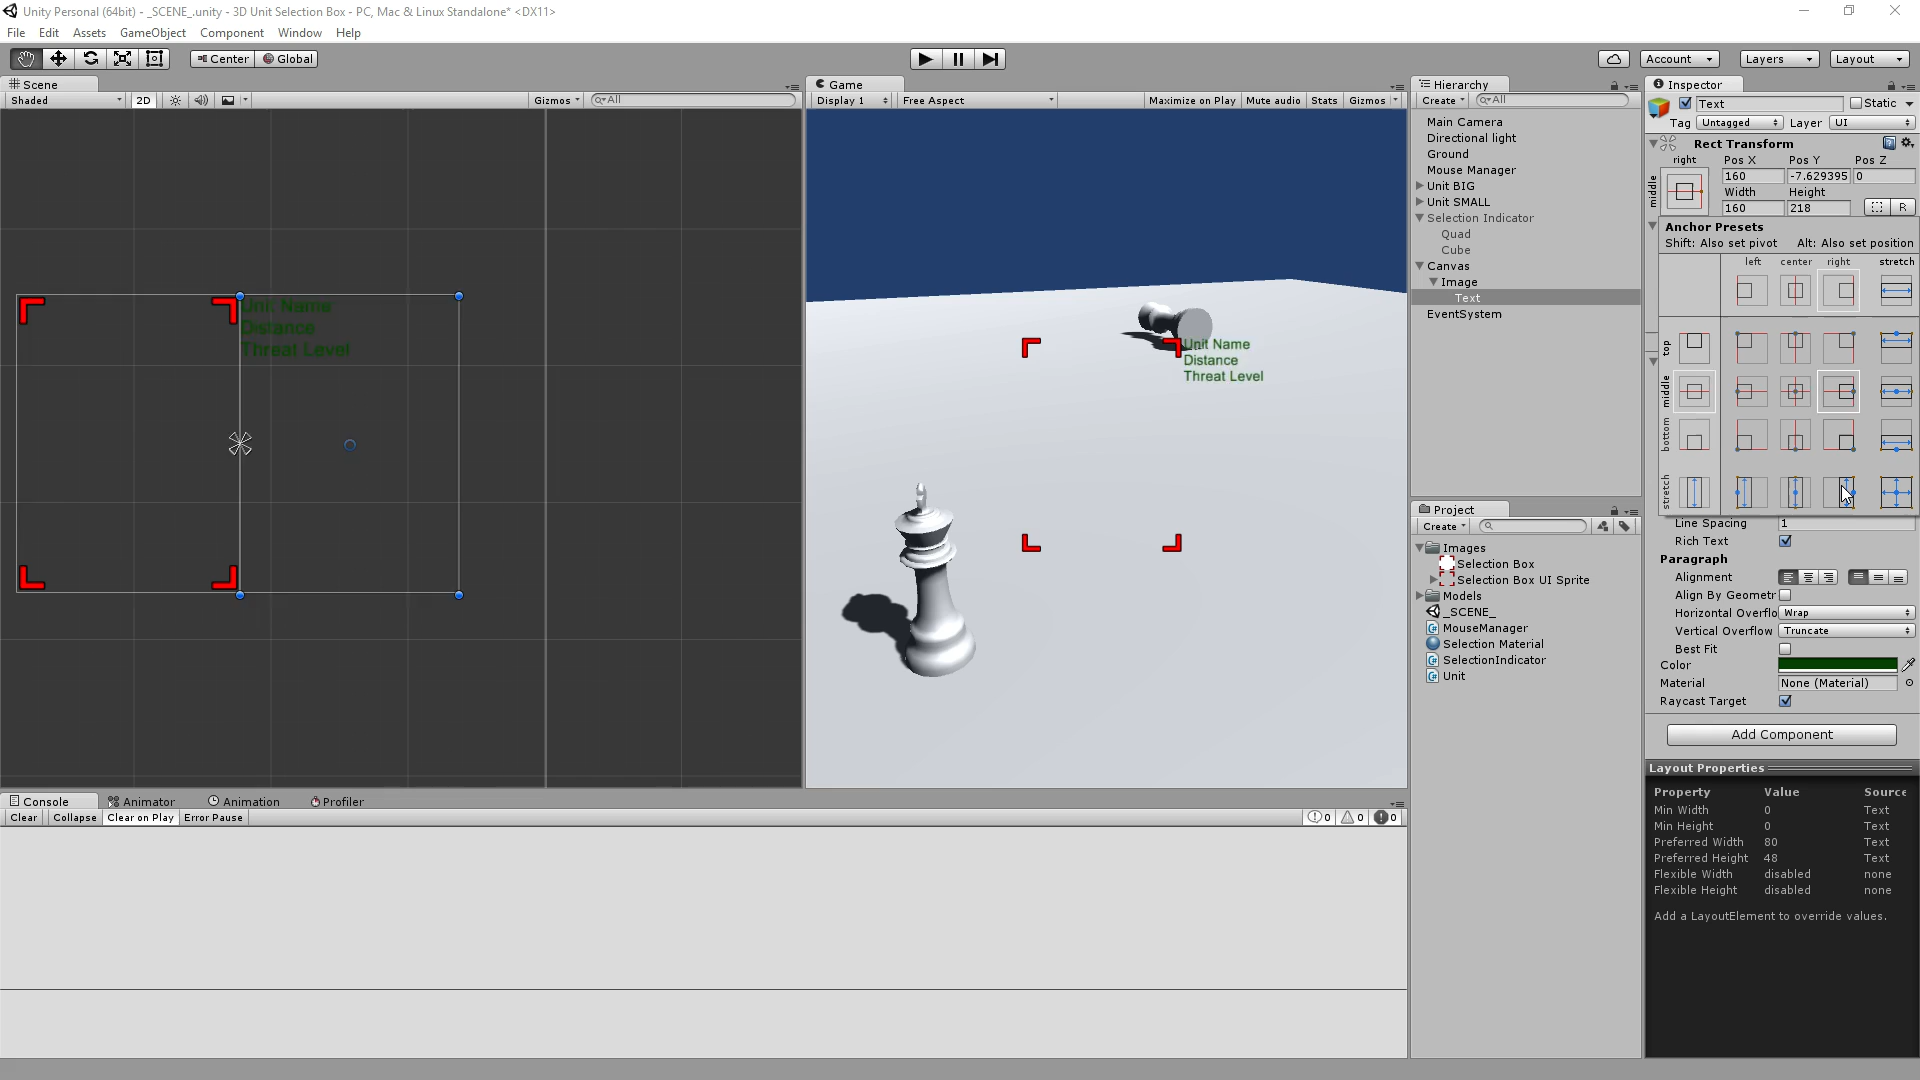 Unity Personal (64bit) - _SCENE_.unity - 3D Unit Selection Box - PC, Mac & Linux Standalone* <DX11>
File Edit Assets GameObject Component Window Help
Center Global
Account Layers Layout
Scene
Shaded 2D Gizmos All
Unit Name
Distance
Threat Level
Game
Display 1 Free Aspect Maximize on Play Mute audio Stats Gizmos
Unit Name
Distance
Threat Level
Hierarchy
Create All
Main Camera
Directional light
Ground
Mouse Manager
Unit BIG
Unit SMALL
Selection Indicator
Quad
Cube
Canvas
Image
Text
EventSystem
Project
Create
Images
Selection Box
Selection Box UI Sprite
Models
_SCENE_
MouseManager
Selection Material
SelectionIndicator
Unit
Inspector
Text Static
Tag Untagged Layer UI
Rect Transform
right Pos X Pos Y Pos Z
middle 160 -7.629395 0
Width Height
160 218 R
Anchor Presets
Shift: Also set pivot Alt: Also set position
left center right stretch
top
middle
bottom
stretch
Line Spacing 1
Rich Text
Paragraph
Alignment
Align By Geometr
Horizontal Overflo Wrap
Vertical Overflow Truncate
Best Fit
Color
Material None (Material)
Raycast Target
Add Component
Layout Properties
Property Value Source
Min Width 0 Text
Min Height 0 Text
Preferred Width 80 Text
Preferred Height 48 Text
Flexible Width disabled none
Flexible Height disabled none
Add a LayoutElement to override values.
Console Animator Animation Profiler
Clear Collapse Clear on Play Error Pause 0 0 0